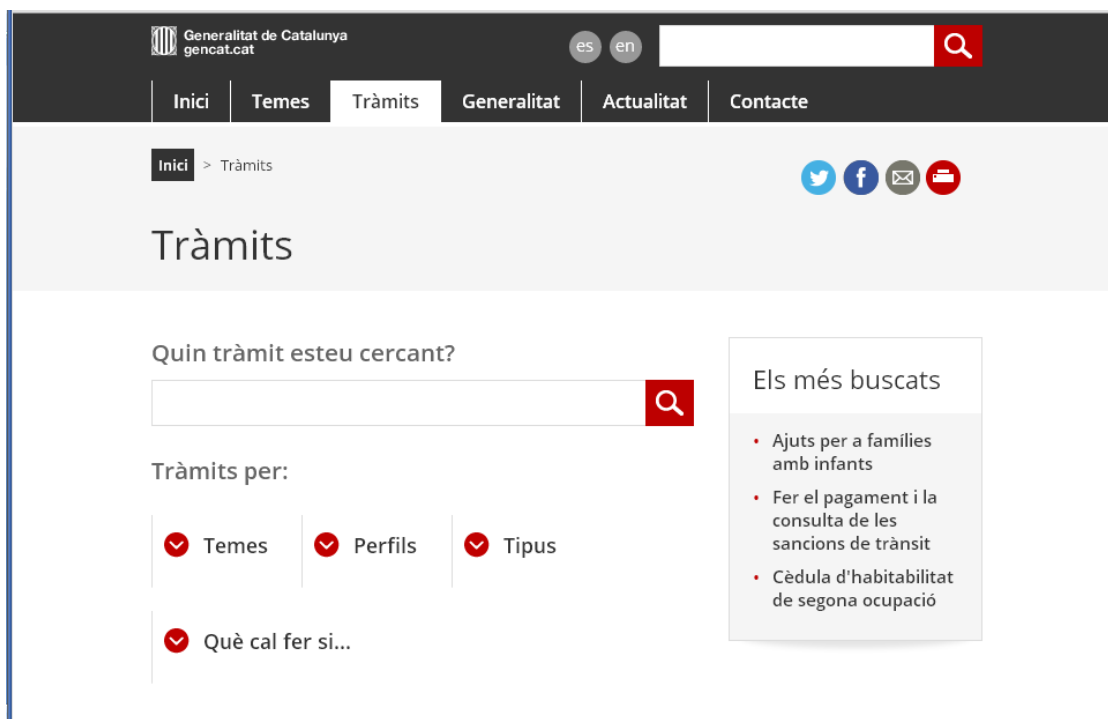 Generalitat de Catalunya
gencat.cat
es en
Inici Temes Tràmits Generalitat Actualitat Contacte
Inici > Tràmits
Tràmits
Quin tràmit esteu cercant?
Tràmits per:
Temes Perfils Tipus
Què cal fer si...
Els més buscats
• Ajuts per a famílies
amb infants
• Fer el pagament i la
consulta de les
sancions de trànsit
• Cèdula d'habitabilitat
de segona ocupació